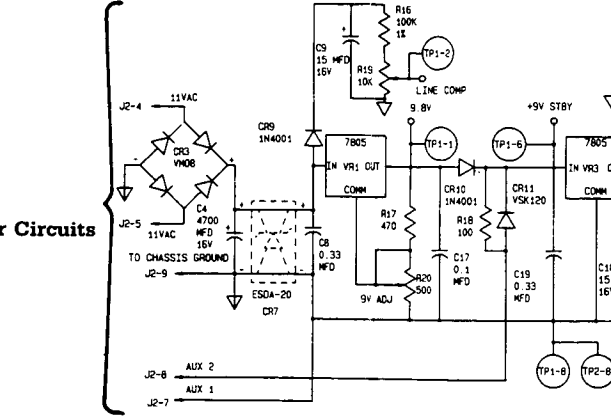 R16
100K
1%
C9
15 MFD
16V
R19
10K
TP1-2
LINE COMP
11VAC
J2-4
CR9
1N4001
9.8V
+9V STBY
CR3
VM08
7805
IN VR1 OUT
COMM
TP1-1
TP1-6
7805
IN VR3
COMM
CR10
1N4001
CR11
VSK120
C4
4700
MFD
16V
R17
470
R18
100
r Circuits
J2-5
11VAC
TO CHASSIS GROUND
J2-9
C8
0.33
MFD
ESDA-20
CR7
R20
500
9V ADJ
C17
0.1
MFD
C19
0.33
MFD
15
16V
J2-8
AUX 2
J2-7
AUX 1
TP1-8
TP2-8